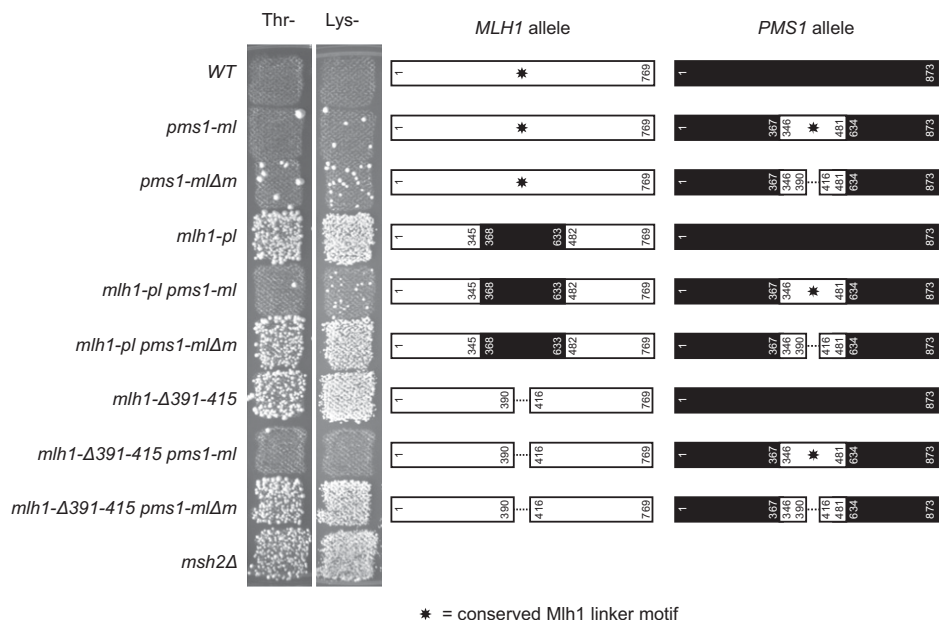 Thr- Lys- MLH1 allele PMS1 allele
WT 1 769 1 873
pms1-ml 1 769 1 367 346 481 634 873
pms1-mlΔm 1 769 1 367 346 390 416 481 634 873
mlh1-pl 1 345 368 633 482 769 1 873
mlh1-pl pms1-ml 1 345 368 633 482 769 1 367 346 481 634 873
mlh1-pl pms1-mlΔm 1 345 368 633 482 769 1 367 346 390 416 481 634 873
mlh1-Δ391-415 1 390 416 769 1 873
mlh1-Δ391-415 pms1-ml 1 390 416 769 1 367 346 481 634 873
mlh1-Δ391-415 pms1-mlΔm 1 390 416 769 1 367 346 390 416 481 634 873
msh2Δ
✷ = conserved Mlh1 linker motif